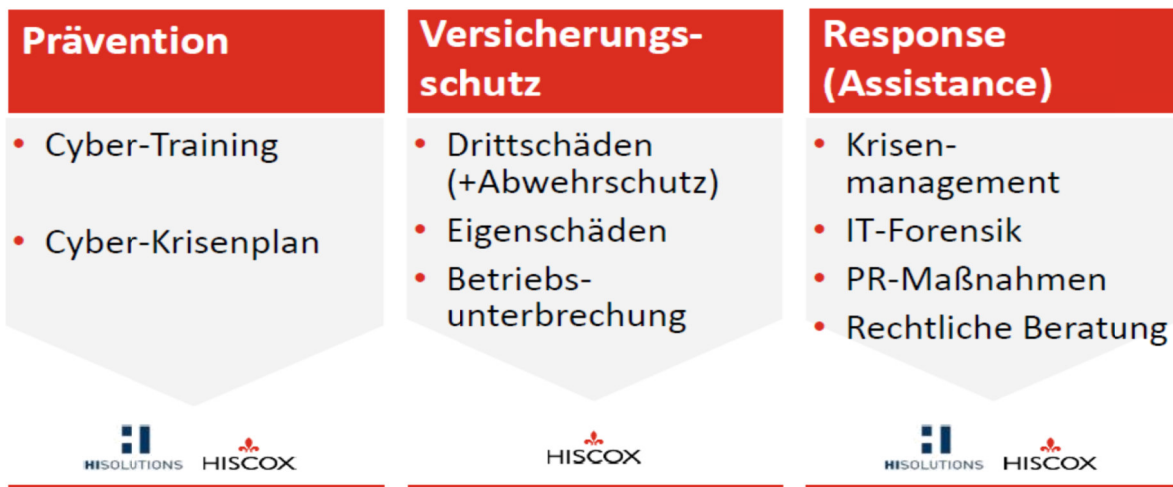 Prävention
• Cyber-Training
• Cyber-Krisenplan
HISOLUTIONS HISCOX
Versicherungs-
schutz
• Drittschäden
(+Abwehrschutz)
• Eigenschäden
• Betriebs-
unterbrechung
HISCOX
Response
(Assistance)
• Krisen-
management
• IT-Forensik
• PR-Maßnahmen
• Rechtliche Beratung
HISOLUTIONS HISCOX